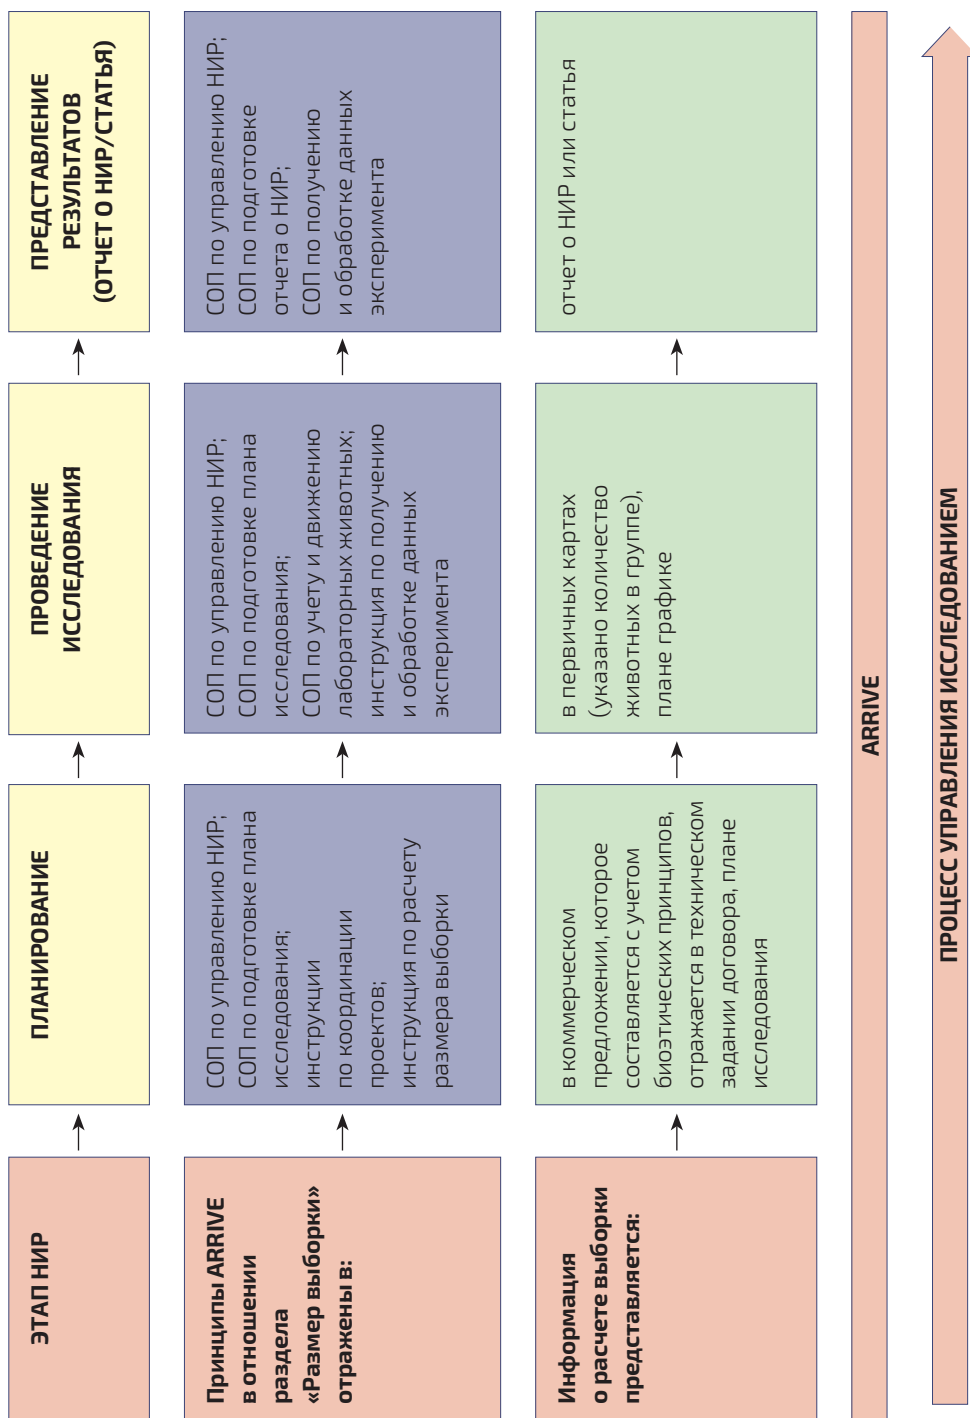 ЭТАП НИР
ПЛАНИРОВАНИЕ
ПРОВЕДЕНИЕ
ИССЛЕДОВАНИЯ
ПРЕДСТАВЛЕНИЕ
РЕЗУЛЬТАТОВ
(ОТЧЕТ О НИР/СТАТЬЯ)
Принципы ARRIVE
в отношении
раздела
«Размер выборки»
отражены в:
СОП по управлению НИР;
СОП по подготовке плана
исследования;
инструкции
по координации
проектов;
инструкция по расчету
размера выборки
СОП по управлению НИР;
СОП по подготовке плана
исследования;
СОП по учету и движению
лабораторных животных;
инструкция по получению
и обработке данных
эксперимента
СОП по управлению НИР;
СОП по подготовке
отчета о НИР;
СОП по получению
и обработке данных
эксперимента
Информация
о расчете выборки
представляется:
в коммерческом
предложении, которое
составляется с учетом
биоэтических принципов,
отражается в техническом
задании договора, плане
исследования
в первичных картах
(указано количество
животных в группе),
плане графике
отчет о НИР или статья
ARRIVE
ПРОЦЕСС УПРАВЛЕНИЯ ИССЛЕДОВАНИЕМ